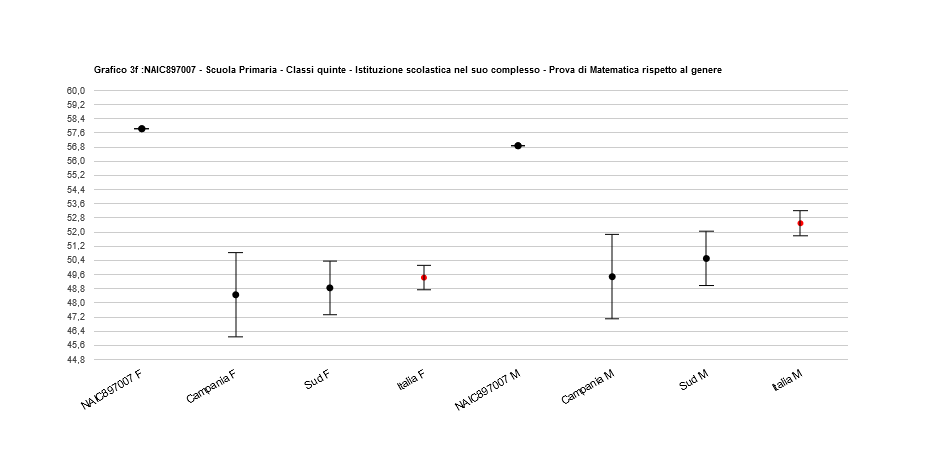 Grafico 3f :NAIC897007 - Scuola Primaria - Classi quinte - Istituzione scolastica nel suo complesso - Prova di Matematica rispetto al genere
60,0
59,2
58,4
57,6
56,8
56,0
55,2
54,4
53,6
52,8
52,0
51,2
50,4
49,6
48,8
48,0
47,2
46,4
45,6
44,8
NAIC897007 F
Campania F
Sud F
Italia F
NAIC897007 M
Campania M
Sud M
Italia M